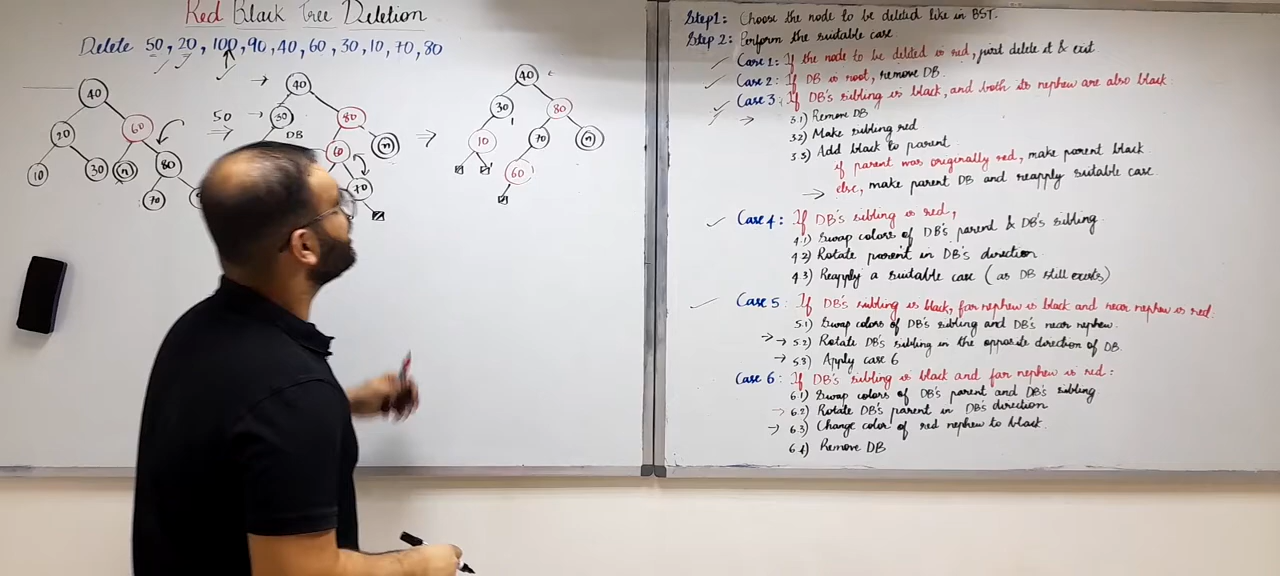 Red Black Tree Deletion
Delete 50, 20, 100, 90, 40, 60, 30, 10, 70, 80
40
20
60
10
30
n
80
70
50
40
30
DB
80
60
n
70
40
30
80
10
70
n
60
Step1: Choose the node to be deleted like in BST.
Step 2: Perform the suitable case.
Case 1: If the node to be deleted is red, just delete it & exit
Case 2: If DB is root, remove DB.
Case 3: If DB's sibling is black, and both its nephew are also black.
3.1) Remove DB
3.2) Make sibling red
3.3) Add black to parent
if parent was originally red, make parent black
else, make parent DB and reapply suitable case.
Case 4: If DB's sibling is red,
4.1) Swap colors of DB's parent & DB's sibling
4.2) Rotate parent in DB's direction
4.3) Reapply a suitable case (as DB still exists)
Case 5: If DB's sibling is black, far nephew is black and near nephew is red.
5.1) Swap colors of DB's sibling and DB's near nephew.
5.2) Rotate DB's sibling in the opposite direction of DB.
5.3) Apply case 6
Case 6: If DB's sibling is black and far nephew is red:
6.1) Swap colors of DB's parent and DB's sibling
6.2) Rotate DB's parent in DB's direction
6.3) Change color of red nephew to black.
6.4) Remove DB